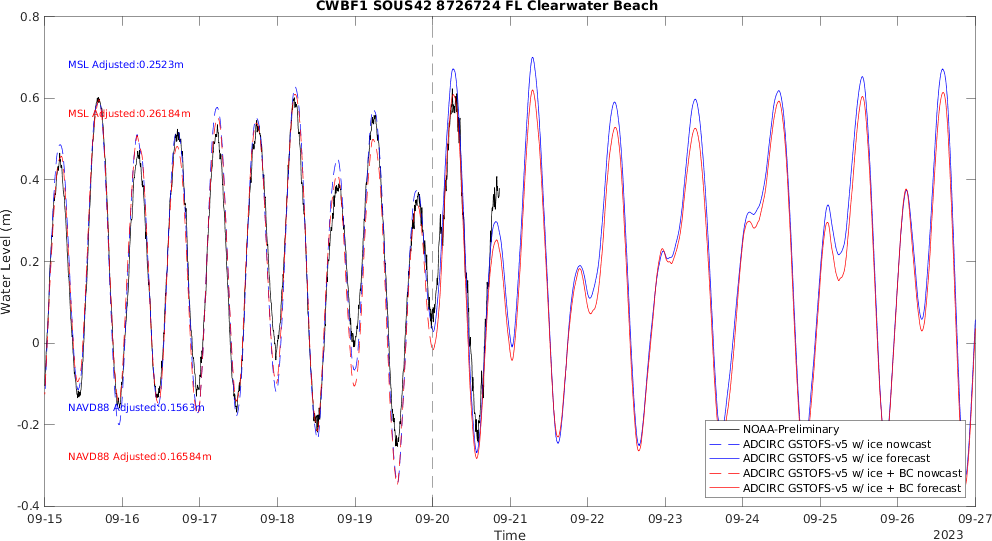 CWBF1 SOUS42 8726724 FL Clearwater Beach
0.8
0.6
0.4
0.2
0
-0.2
-0.4
Water Level (m)
MSL Adjusted:0.2523m
MSL Adjusted:0.26184m
NAVD88 Adjusted:0.1563m
NAVD88 Adjusted:0.16584m
NOAA-Preliminary
ADCIRC GSTOFS-v5 w/ ice nowcast
ADCIRC GSTOFS-v5 w/ ice forecast
ADCIRC GSTOFS-v5 w/ ice + BC nowcast
ADCIRC GSTOFS-v5 w/ ice + BC forecast
09-15 09-16 09-17 09-18 09-19 09-20 09-21 09-22 09-23 09-24 09-25 09-26 09-27
Time
2023